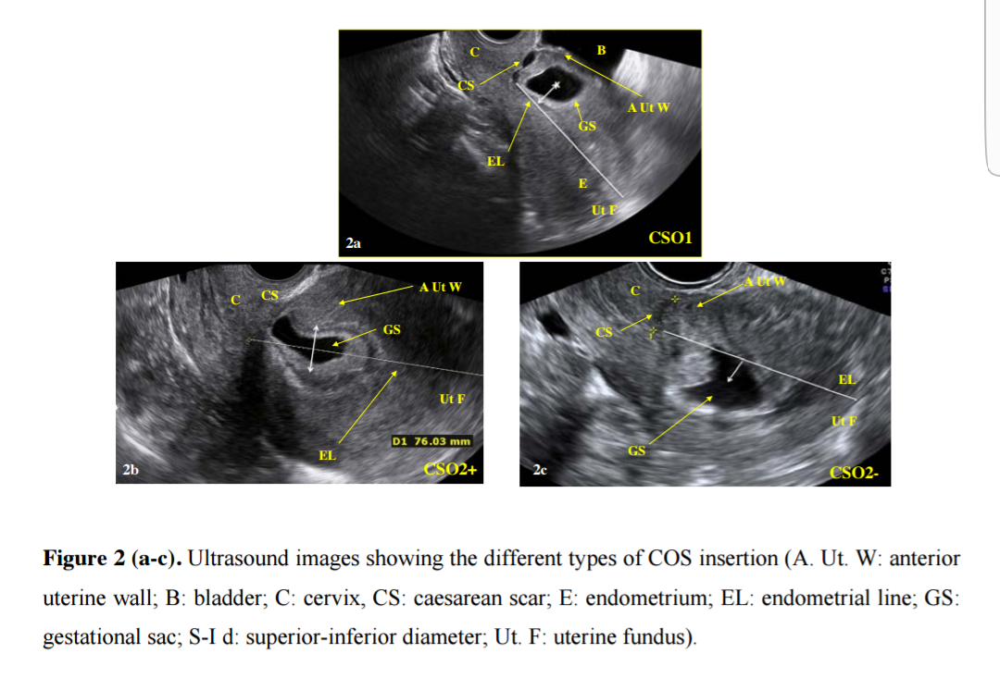 C
B
CS
A Ut W
GS
EL
E
Ut F
2a
CSO1
C
CS
A Ut W
GS
Ut F
D1 76.03 mm
EL
2b
CSO2+
C
A Ut W
CS
EL
Ut F
GS
2c
CSO2-
Figure 2 (a-c). Ultrasound images showing the different types of COS insertion (A. Ut. W: anterior
uterine wall; B: bladder; C: cervix, CS: caesarean scar; E: endometrium; EL: endometrial line; GS:
gestational sac; S-I d: superior-inferior diameter; Ut. F: uterine fundus).